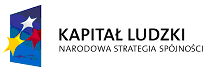 KAPITAŁ LUDZKI
NARODOWA STRATEGIA SPÓJNOŚCI